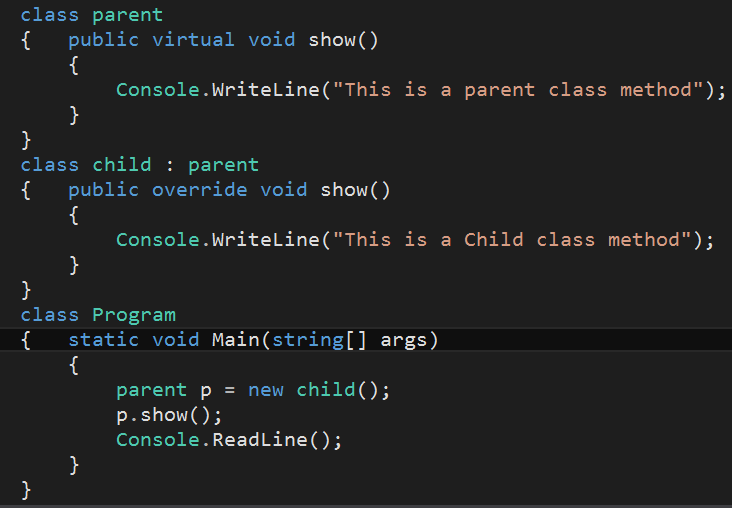 class parent
{   public virtual void show()
    {
        Console.WriteLine("This is a parent class method");
    }
}
class child : parent
{   public override void show()
    {
        Console.WriteLine("This is a Child class method");
    }
}
class Program
{   static void Main(string[] args)
    {
        parent p = new child();
        p.show();
        Console.ReadLine();
    }
}